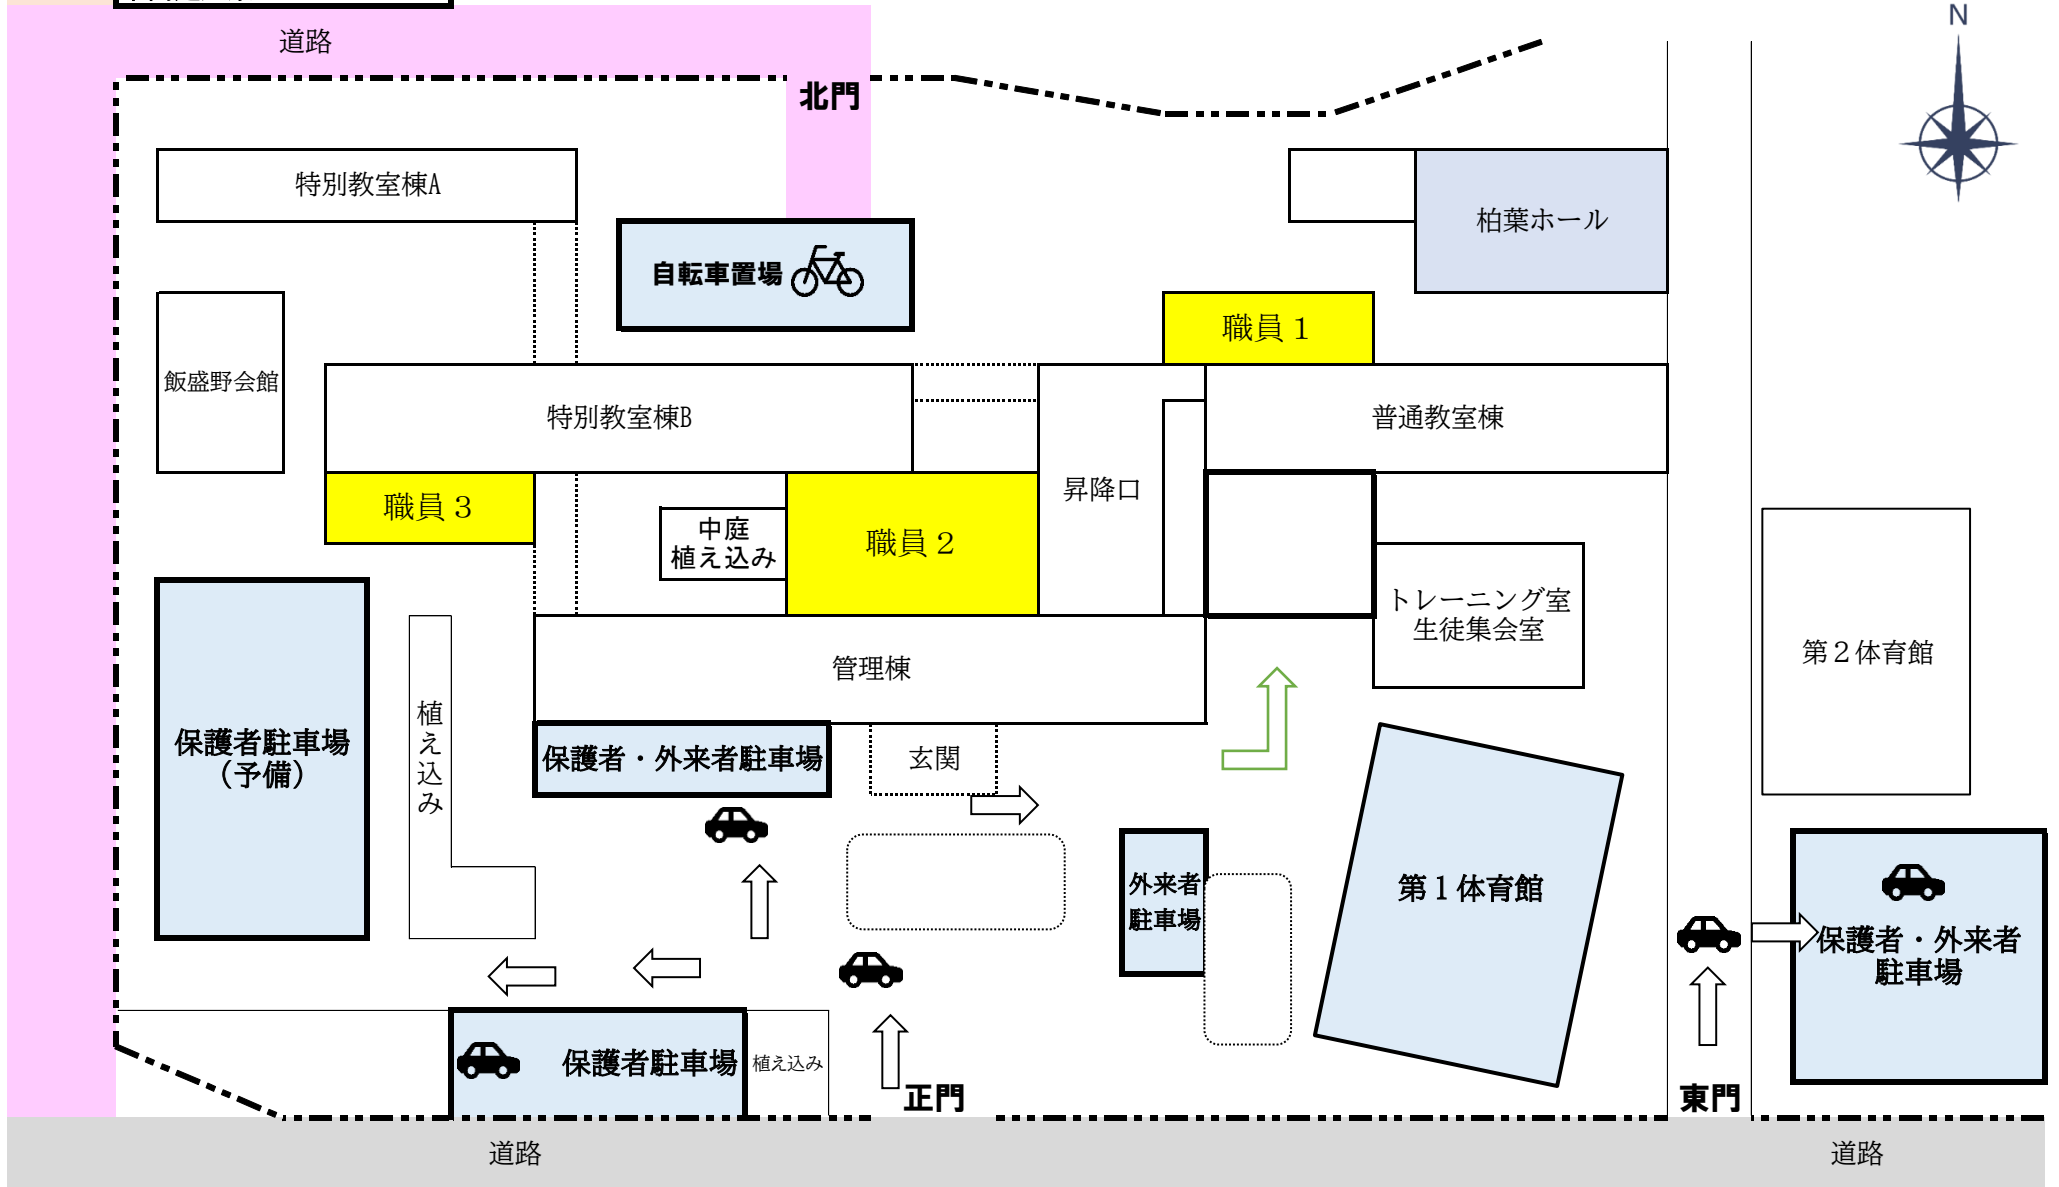 道路
N
北門
特別教室棟A
柏葉ホール
自転車置場
職員１
飯盛野会館
特別教室棟B
普通教室棟
昇降口
職員３
中庭
植え込み
職員２
トレーニング室
生徒集会室
第２体育館
管理棟
植え込み
保護者駐車場
（予備）
保護者・外来者駐車場
玄関
外来者
駐車場
第１体育館
保護者・外来者
駐車場
保護者駐車場
植え込み
正門
東門
道路
道路